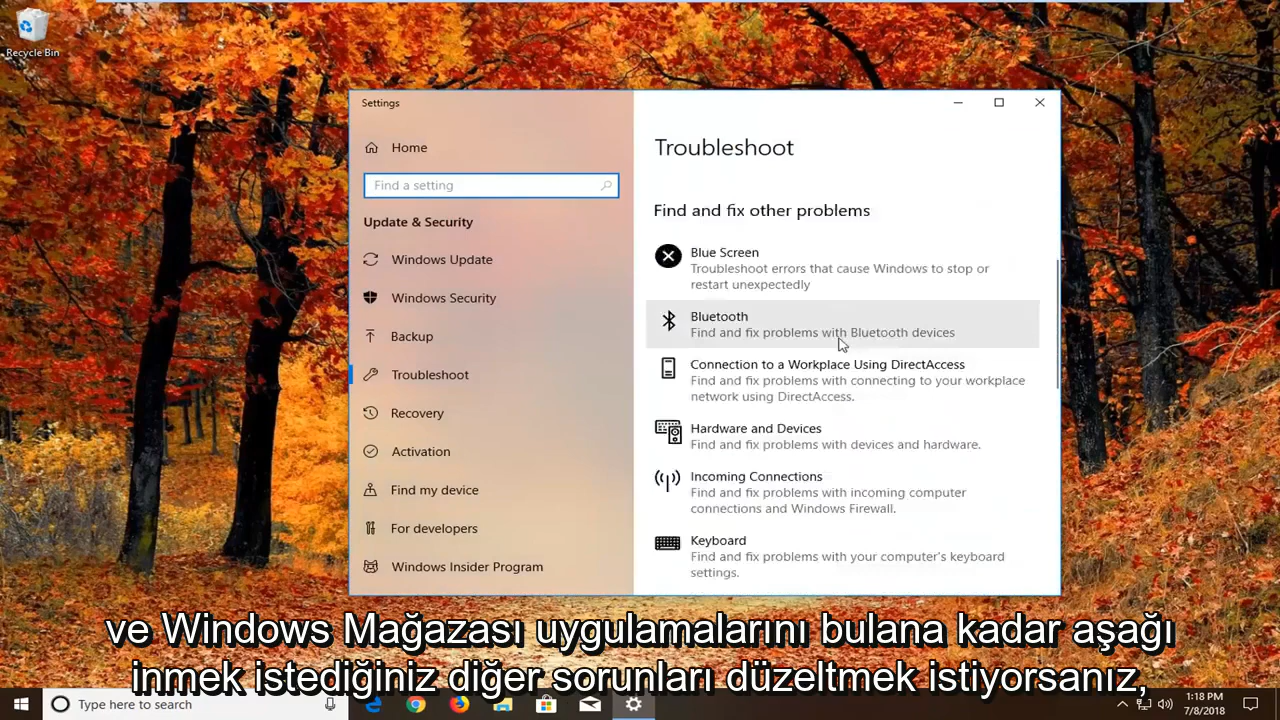 Recycle Bin
Settings
Home
Find a setting
Update & Security
Windows Update
Windows Security
Backup
Troubleshoot
Recovery
Activation
Find my device
For developers
Windows Insider Program
Troubleshoot
Find and fix other problems
Blue Screen
Troubleshoot errors that cause Windows to stop or
restart unexpectedly
Bluetooth
Find and fix problems with Bluetooth devices
Connection to a Workplace Using DirectAccess
Find and fix problems with connecting to your workplace
network using DirectAccess.
Hardware and Devices
Find and fix problems with devices and hardware.
Incoming Connections
Find and fix problems with incoming computer
connections and Windows Firewall.
Keyboard
Find and fix problems with your computer's keyboard
settings.
ve Windows Mağazası uygulamalarını bulana kadar aşağı
inmek istediğiniz diğer sorunları düzeltmek istiyorsanız,
Type here to search
1:18 PM
7/8/2018